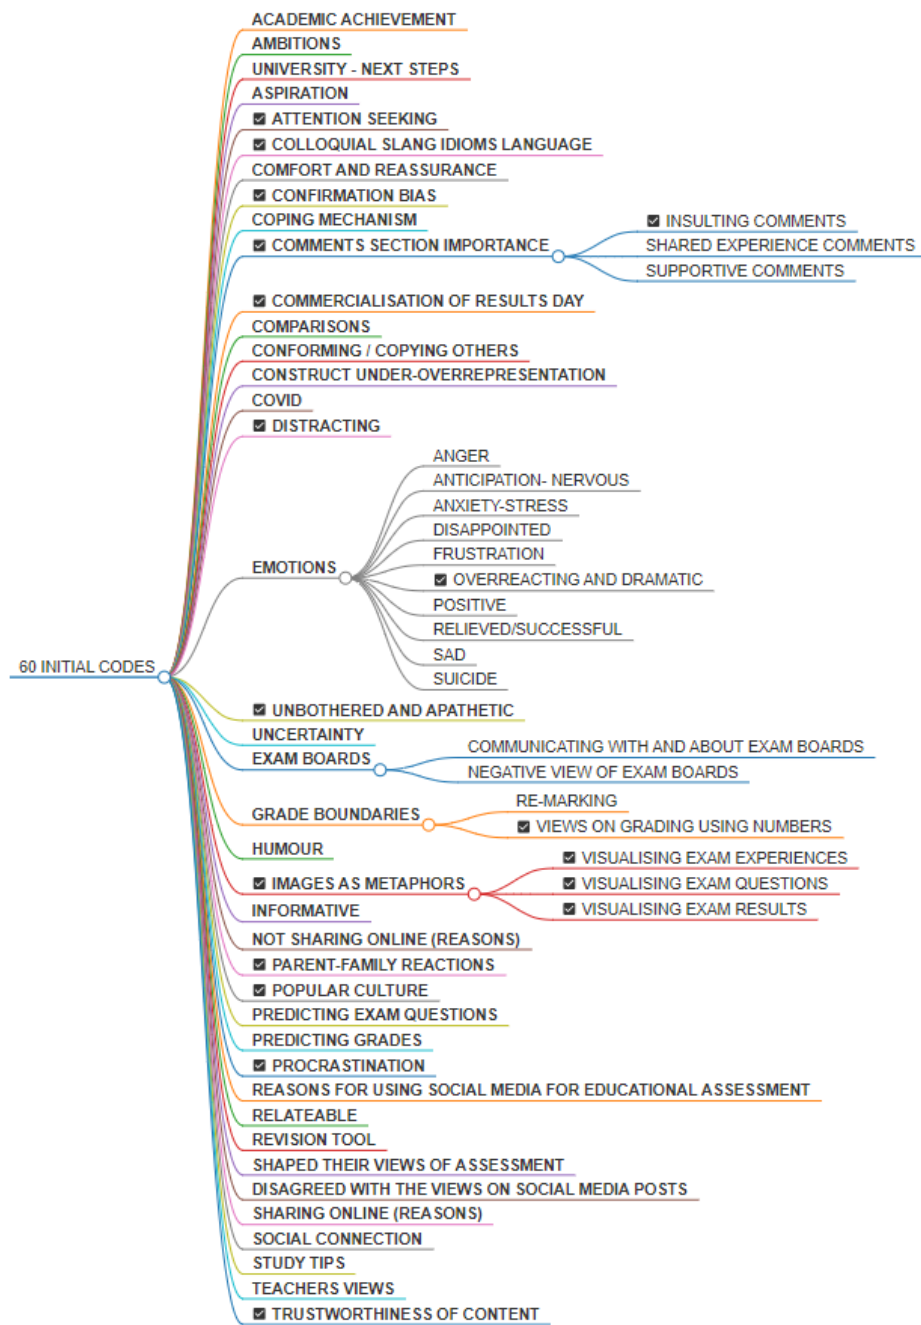 ACADEMIC ACHIEVEMENT
AMBITIONS
UNIVERSITY - NEXT STEPS
ASPIRATION
ATTENTION SEEKING
COLLOQUIAL SLANG IDIOMS LANGUAGE
COMFORT AND REASSURANCE
CONFIRMATION BIAS
COPING MECHANISM
COMMENTS SECTION IMPORTANCE
INSULTING COMMENTS
SHARED EXPERIENCE COMMENTS
SUPPORTIVE COMMENTS
COMMERCIALISATION OF RESULTS DAY
COMPARISONS
CONFORMING / COPYING OTHERS
CONSTRUCT UNDER-OVERREPRESENTATION
COVID
DISTRACTING
EMOTIONS
ANGER
ANTICIPATION- NERVOUS
ANXIETY-STRESS
DISAPPOINTED
FRUSTRATION
OVERREACTING AND DRAMATIC
POSITIVE
RELIEVED/SUCCESSFUL
SAD
SUICIDE
60 INITIAL CODES
UNBOTHERED AND APATHETIC
UNCERTAINTY
EXAM BOARDS
COMMUNICATING WITH AND ABOUT EXAM BOARDS
NEGATIVE VIEW OF EXAM BOARDS
GRADE BOUNDARIES
RE-MARKING
VIEWS ON GRADING USING NUMBERS
HUMOUR
IMAGES AS METAPHORS
VISUALISING EXAM EXPERIENCES
VISUALISING EXAM QUESTIONS
VISUALISING EXAM RESULTS
INFORMATIVE
NOT SHARING ONLINE (REASONS)
PARENT-FAMILY REACTIONS
POPULAR CULTURE
PREDICTING EXAM QUESTIONS
PREDICTING GRADES
PROCRASTINATION
REASONS FOR USING SOCIAL MEDIA FOR EDUCATIONAL ASSESSMENT
RELATEABLE
REVISION TOOL
SHAPED THEIR VIEWS OF ASSESSMENT
DISAGREED WITH THE VIEWS ON SOCIAL MEDIA POSTS
SHARING ONLINE (REASONS)
SOCIAL CONNECTION
STUDY TIPS
TEACHERS VIEWS
TRUSTWORTHINESS OF CONTENT